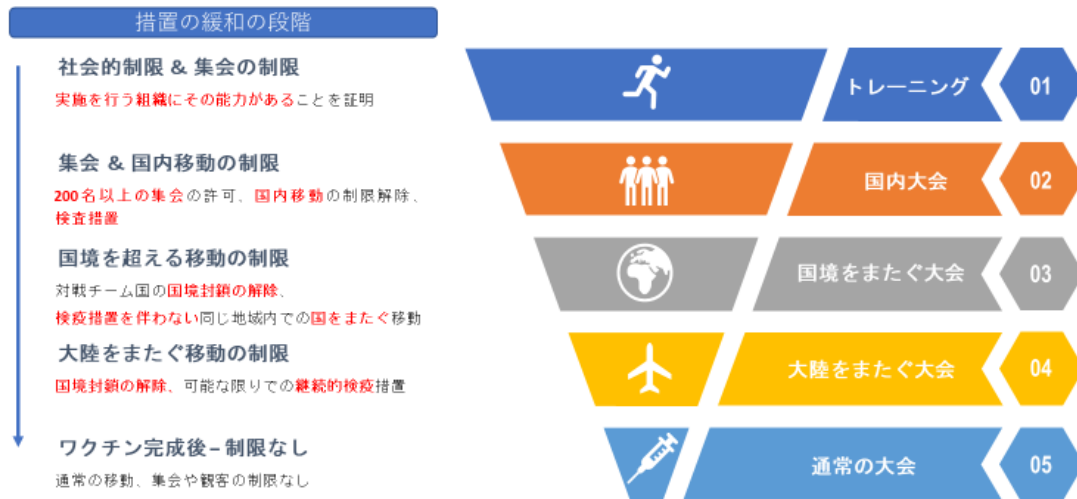 措置の緩和の段階
社会的制限 & 集会の制限
実施を行う組織にその能力があることを証明
トレーニング
01
集会 & 国内移動の制限
200名以上の集会の許可、国内移動の制限解除、
検査措置
国内大会
02
国境を超える移動の制限
対戦チーム国の国境封鎖の解除、
検疫措置を伴わない同じ地域内での国をまたぐ移動
国境をまたぐ大会
03
大陸をまたぐ移動の制限
国境封鎖の解除、可能な限りでの継続的検疫措置
大陸をまたぐ大会
04
ワクチン完成後–制限なし
通常の移動、集会や観客の制限なし
通常の大会
05